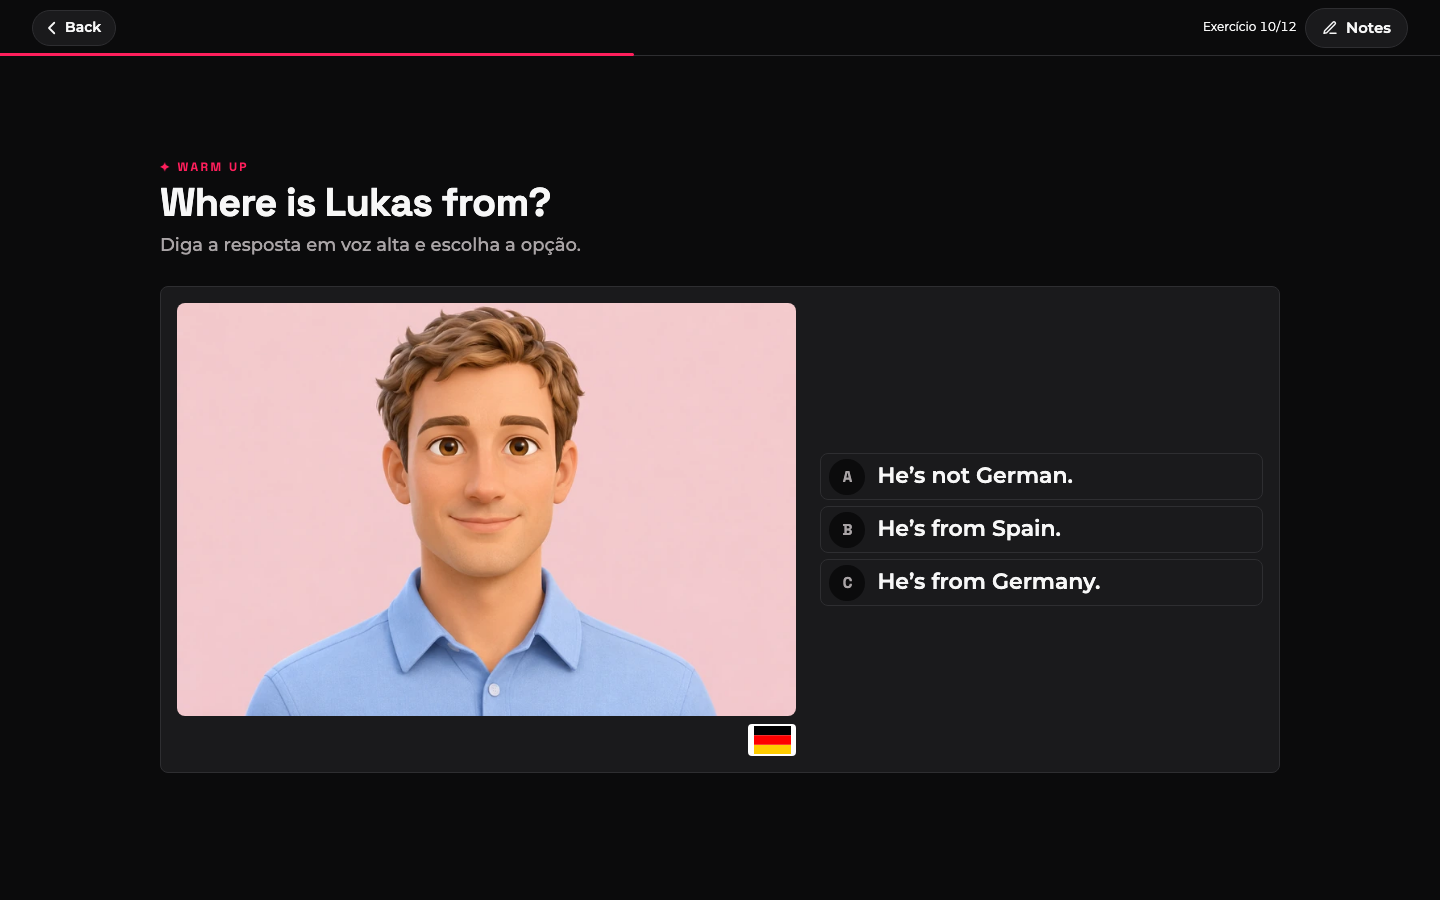 Back
Exercício 10/12
Notes
WARM UP
Where is Lukas from?
Diga a resposta em voz alta e escolha a opção.
A He’s not German.
B He’s from Spain.
C He’s from Germany.